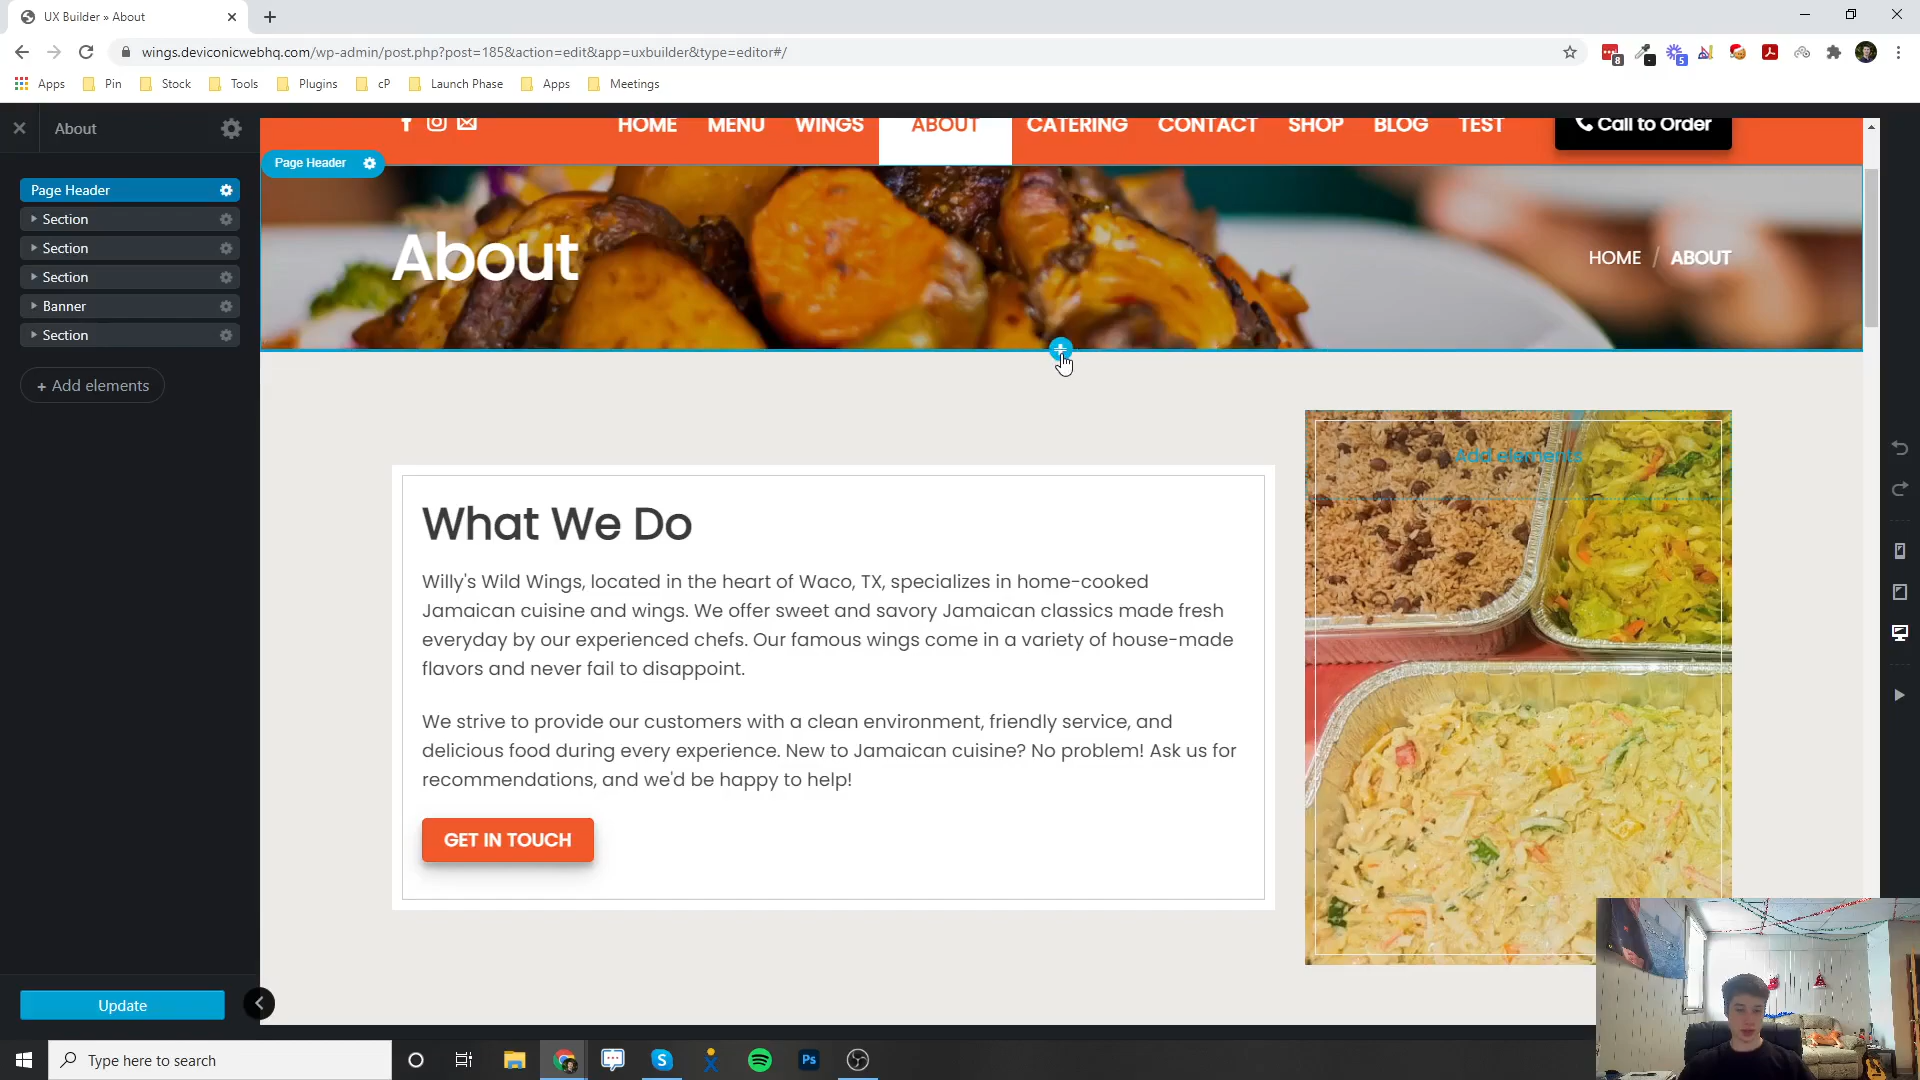 UX Builder » About
wings.deviconicwebhq.com/wp-admin/post.php?post=185&action=edit&app=uxbuilder&type=editor#/
8
5
Apps
Pin
Stock
Tools
Plugins
cP
Launch Phase
Apps
Meetings
About
Page Header
Section
Section
Section
Banner
Section
+ Add elements
Update
HOME
MENU
WINGS
ABOUT
CATERING
CONTACT
SHOP
BLOG
TEST
Call to Order
Page Header
About
HOME / ABOUT
Add elements
What We Do
Willy's Wild Wings, located in the heart of Waco, TX, specializes in home-cooked
Jamaican cuisine and wings. We offer sweet and savory Jamaican classics made fresh
everyday by our experienced chefs. Our famous wings come in a variety of house-made
flavors and never fail to disappoint.
We strive to provide our customers with a clean environment, friendly service, and
delicious food during every experience. New to Jamaican cuisine? No problem! Ask us for
recommendations, and we'd be happy to help!
GET IN TOUCH
Type here to search
S
Ps